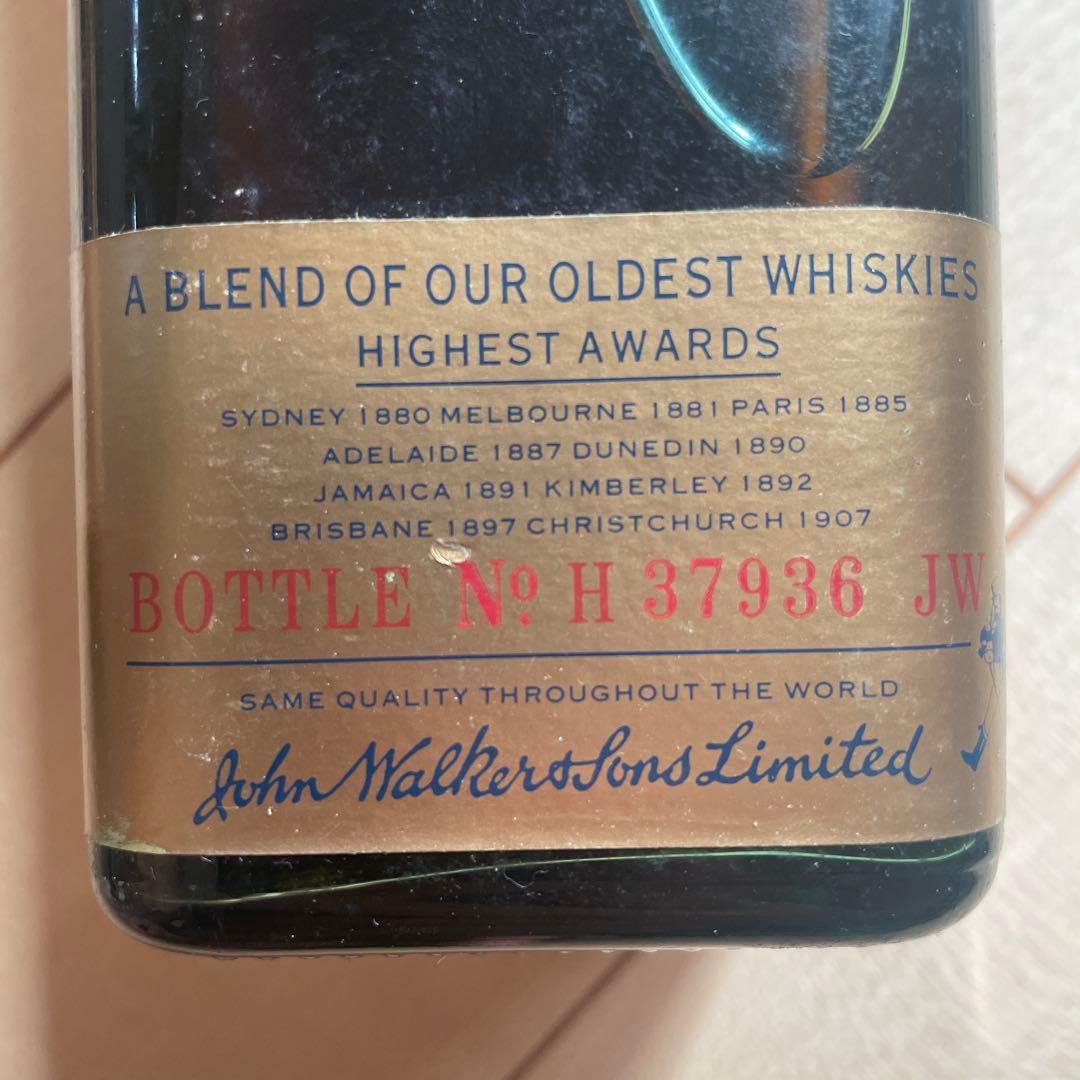 A BLEND OF OUR OLDEST WHISKIES
HIGHEST AWARDS
SYDNEY 1880 MELBOURNE 1881 PARIS 1885
ADELAIDE 1887 DUNEDIN 1890
JAMAICA 1891 KIMBERLEY 1892
BRISBANE 1897 CHRISTCHURCH 1907
BOTTLE No H 37936 JW
SAME QUALITY THROUGHOUT THE WORLD
John Walker & Sons Limited